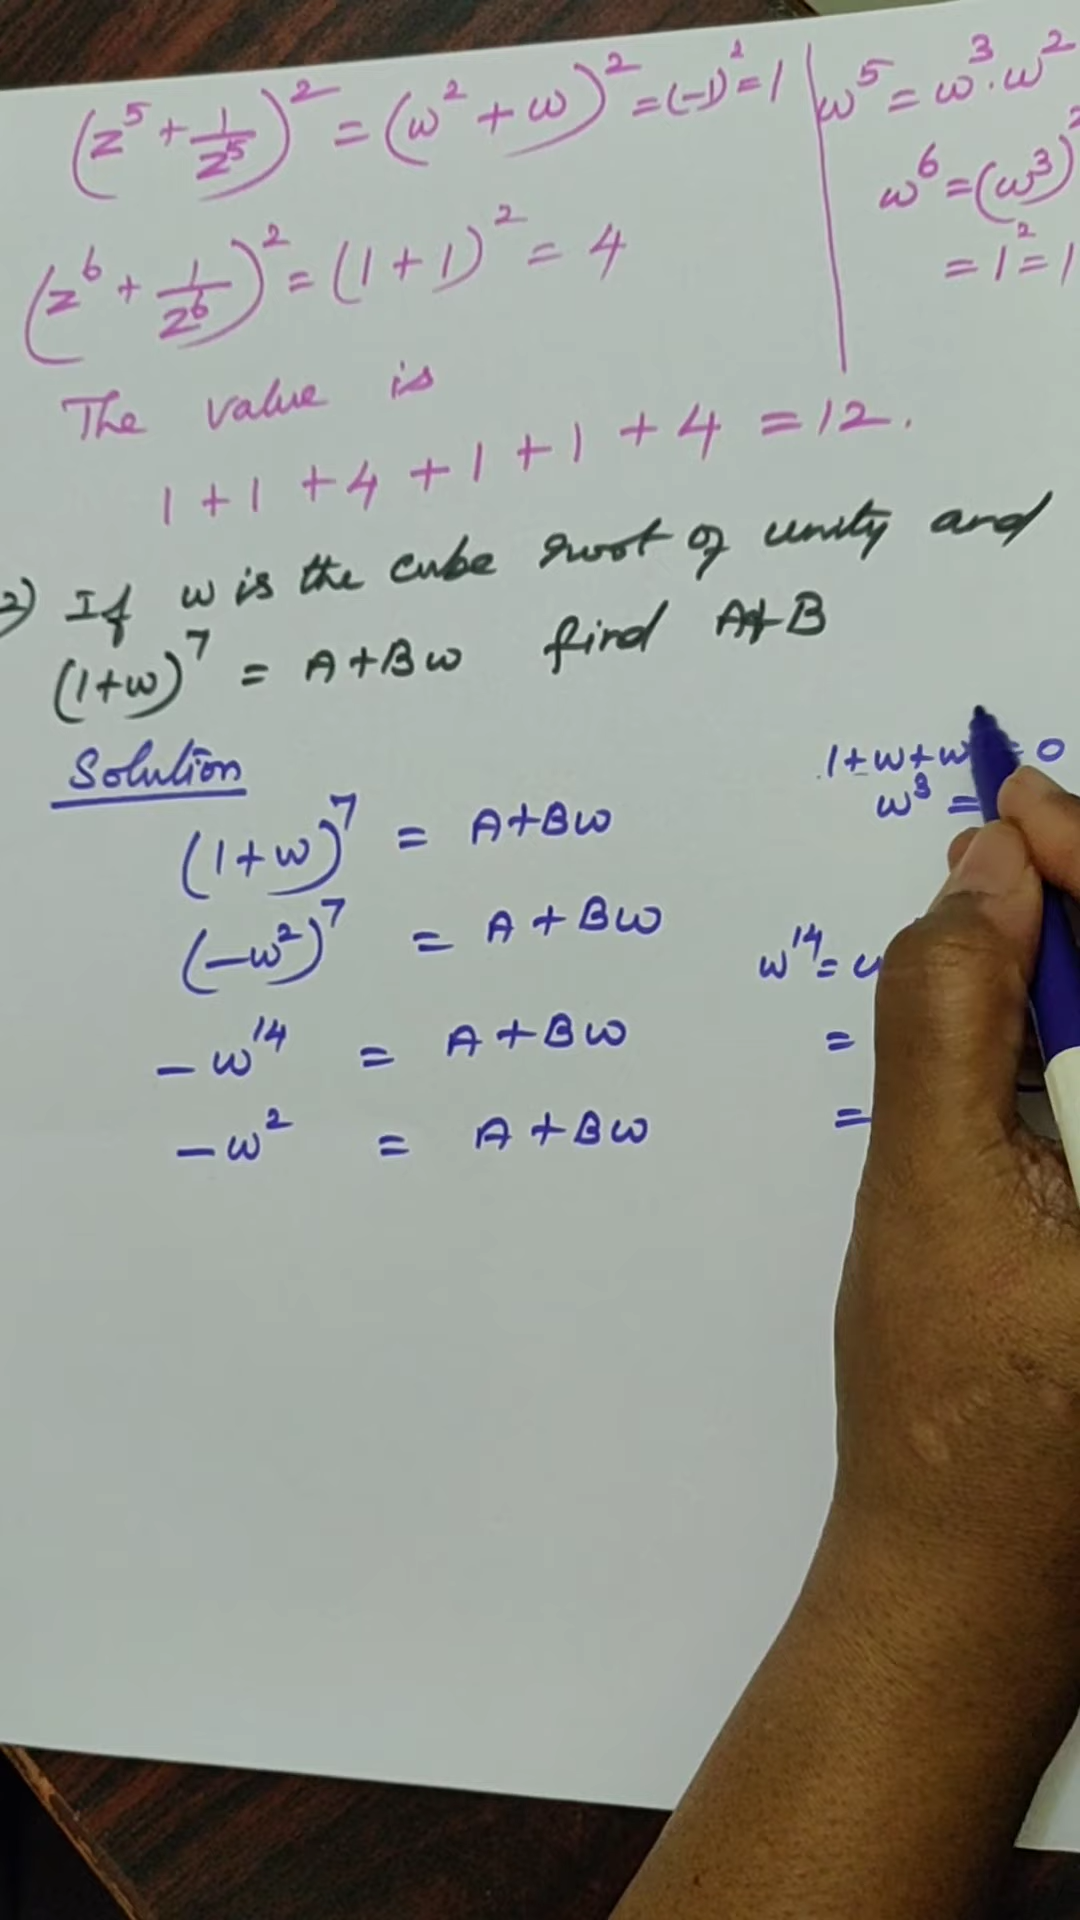 (z⁵ + 1/z⁵)² = (ω² + ω)² = (-1)² = 1
ω⁵ = ω³.ω²
ω⁶ = (ω³)²
= 1² = 1
(z⁶ + 1/z⁶)² = (1 + 1)² = 4
The value is
1 + 1 + 4 + 1 + 1 + 4 = 12.
2) If ω is the cube root of unity and
(1+ω)⁷ = A+Bω find A+B
Solution
1+ω+ω = 0
ω³ =
(1+ω)⁷ = A+Bω
(-ω²)⁷ = A+Bω
ω¹⁴ =
-ω¹⁴ = A+Bω
=
-ω² = A+Bω
=